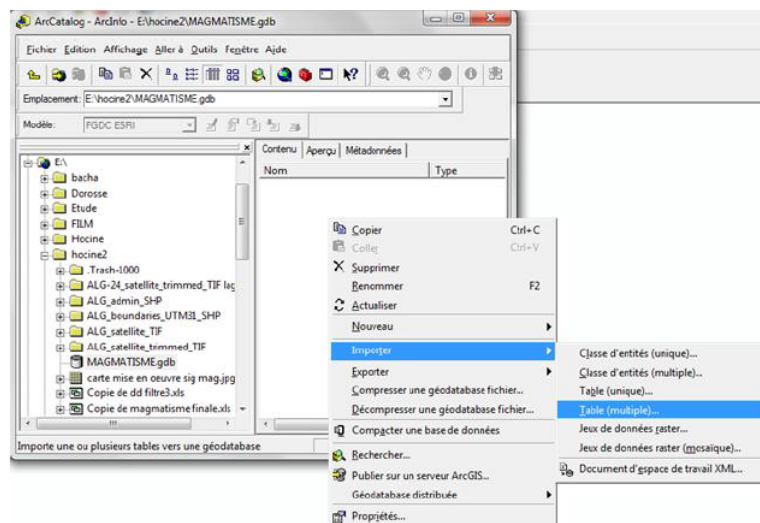 ArcCatalog - ArcInfo - E:\hocine2\MAGMATISME.gdb
Fichier Edition Affichage Aller à Outils Fenêtre Aide
Emplacement: E:\hocine2\MAGMATISME.gdb
Modèle: FGDC ESRI
Contenu Aperçu Métadonnées
Nom Type
E:\
bacha
Dorosse
Etude
FILM
Hocine
hocine2
.Trash-1000
ALG-24_satellite_trimmed_TIF lag
ALG_admin_SHP
ALG_boundaries_UTM31_SHP
ALG_satellite_TIF
ALG_satellite_trimmed_TIF
MAGMATISME.gdb
carte mise en oeuvre sig mag.jpg
Copie de dd filtre3.xls
Copie de magmatisme finale.xls
Importe une ou plusieurs tables vers une géodatabase
Copier Ctrl+C
Coller Ctrl+V
Supprimer
Renommer F2
Actualiser
Nouveau
Importer
Exporter
Compresser une géodatabase fichier...
Décompresser une géodatabase fichier...
Compacter une base de données
Rechercher...
Publier sur un serveur ArcGIS...
Géodatabase distribuée
Propriétés...
Classe d'entités (unique)...
Classe d'entités (multiple)...
Table (unique)...
Table (multiple)...
Jeux de données raster...
Jeux de données raster (mosaïque)...
Document d'espace de travail XML...